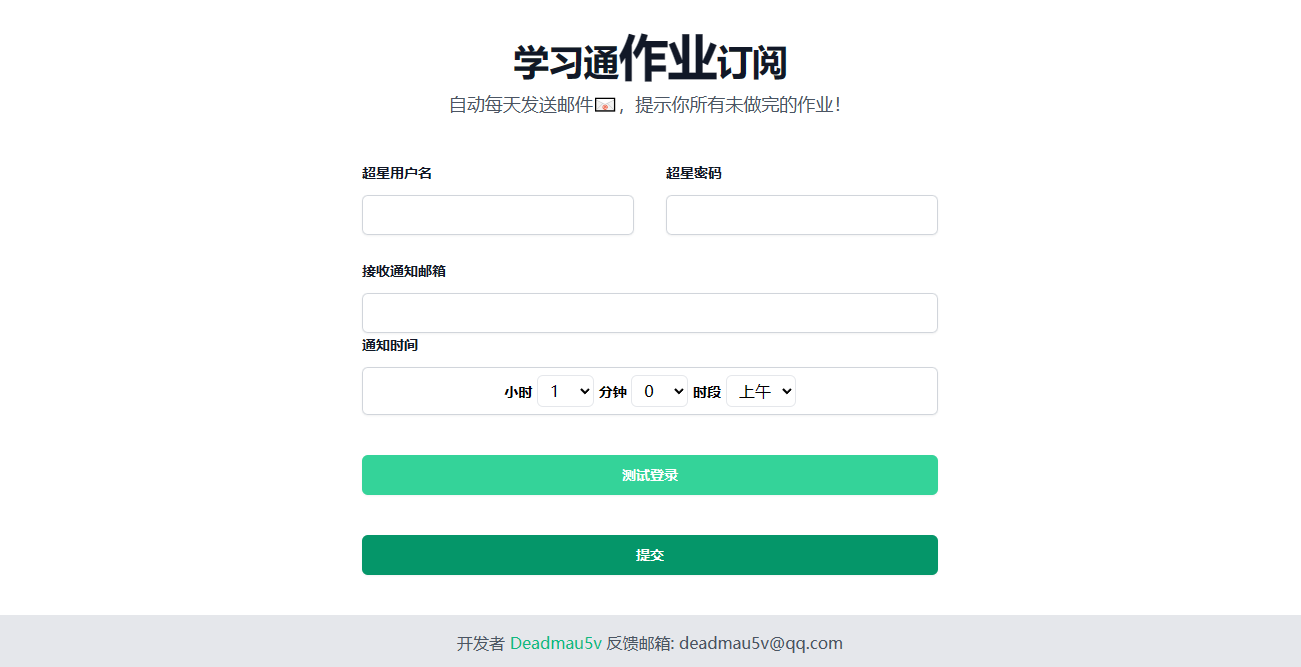 学习通作业订阅
自动每天发送邮件📧，提示你所有未做完的作业！
超星用户名 超星密码
接收通知邮箱
通知时间
小时 1 分钟 0 时段 上午
测试登录
提交
开发者 Deadmau5v 反馈邮箱: deadmau5v@qq.com